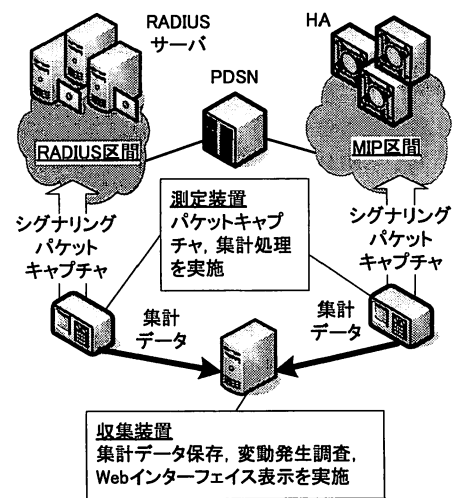 RADIUS
サーバ
HA
PDSN
RADIUS区間
MIP区間
シグナリング
パケット
キャプチャ
測定装置
パケットキャプ
チャ，集計処理
を実施
シグナリング
パケット
キャプチャ
集計
データ
集計
データ
収集装置
集計データ保存，変動発生調査，
Webインターフェイス表示を実施